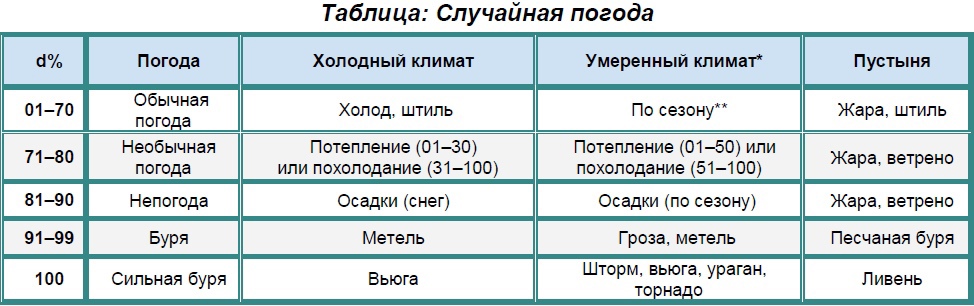 Таблица: Случайная погода
d% Погода Холодный климат Умеренный климат* Пустыня
01–70 Обычная погода Холод, штиль По сезону** Жара, штиль
71–80 Необычная погода Потепление (01–30) или похолодание (31–100) Потепление (01–50) или похолодание (51–100) Жара, ветрено
81–90 Непогода Осадки (снег) Осадки (по сезону) Жара, ветрено
91–99 Буря Метель Гроза, метель Песчаная буря
100 Сильная буря Вьюга Шторм, вьюга, ураган, торнадо Ливень